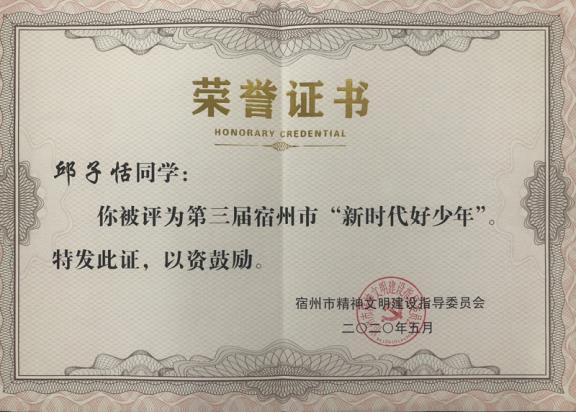 荣誉证书
HONORARY CREDENTIAL
邱子恬同学：
你被评为第三届宿州市“新时代好少年”。
特发此证，以资鼓励。
宿州市精神文明建设指导委员会
二〇二〇年五月